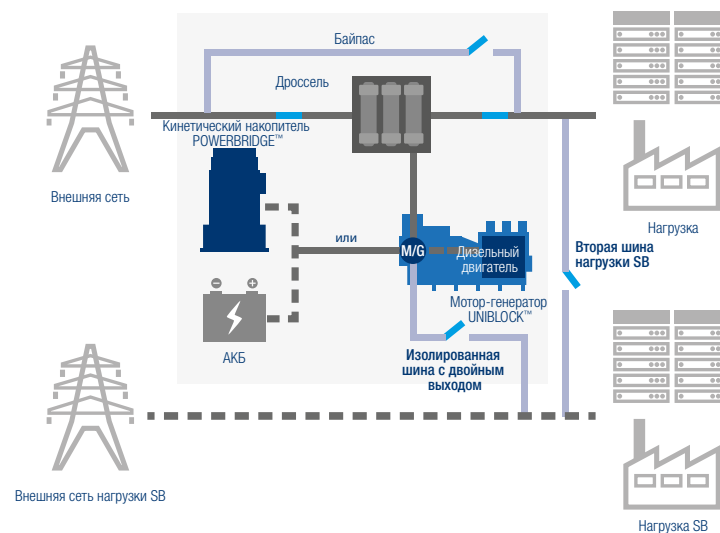 Байпас
Дроссель
Кинетический накопитель
POWERBRIDGE™
Внешняя сеть
Нагрузка
или
M/G
Дизельный
двигатель
Вторая шина
нагрузки SB
Мотор-генератор
UNIBLOCK™
АКБ
Изолированная
шина с двойным
выходом
Внешняя сеть нагрузки SB
Нагрузка SB